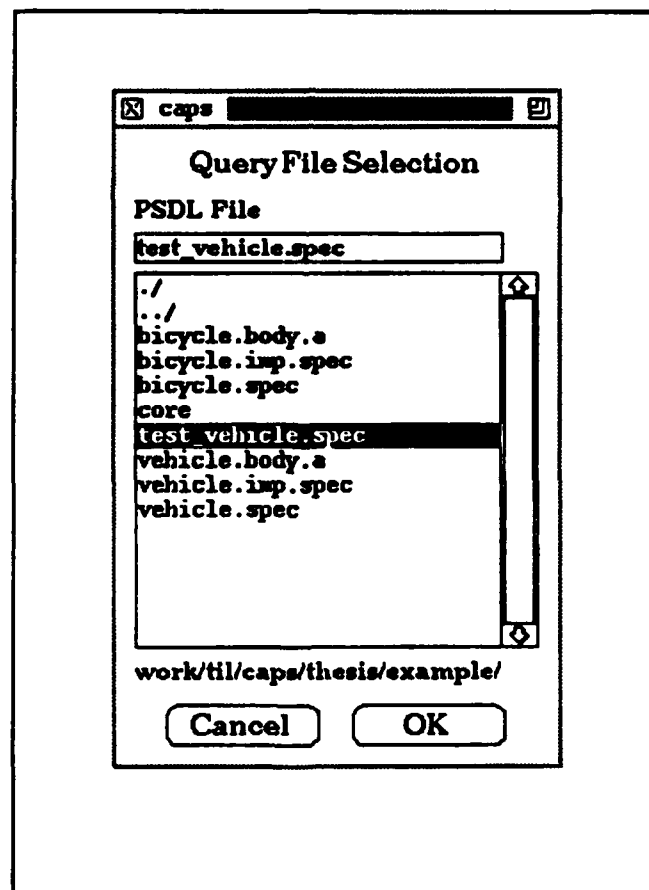 caps
Query File Selection
PSDL File
test_vehicle.spec
./
../
bicycle.body.a
bicycle.imp.spec
bicycle.spec
core
test_vehicle.spec
vehicle.body.a
vehicle.imp.spec
vehicle.spec
work/til/caps/thesis/example/
Cancel OK